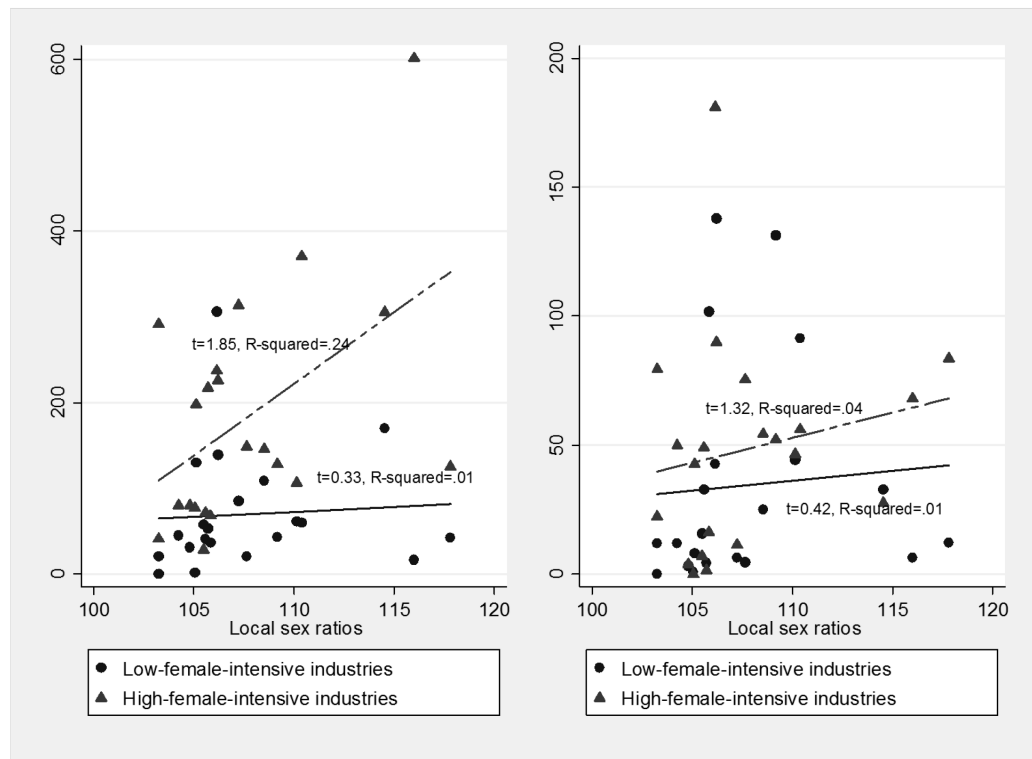 600
400
200
0
t=1.85, R-squared=.24
t=0.33, R-squared=.01
100
105
110
115
120
Local sex ratios
Low-female-intensive industries
High-female-intensive industries
200
150
100
50
0
t=1.32, R-squared=.04
t=0.42, R-squared=.01
100
105
110
115
120
Local sex ratios
Low-female-intensive industries
High-female-intensive industries